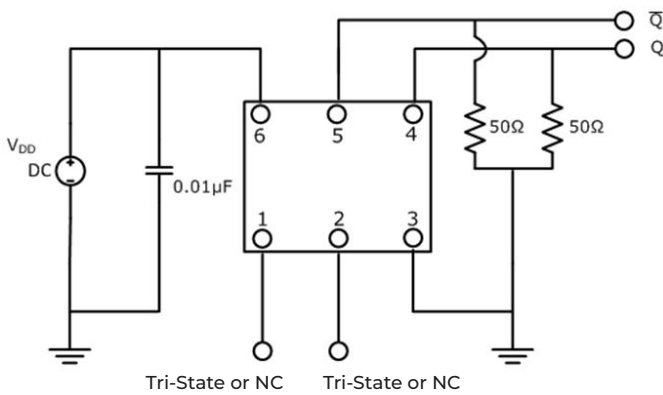 Q̅
Q
6 5 4
50Ω 50Ω
V_DD
DC
+
-
0.01μF
1 2 3
Tri-State or NC Tri-State or NC